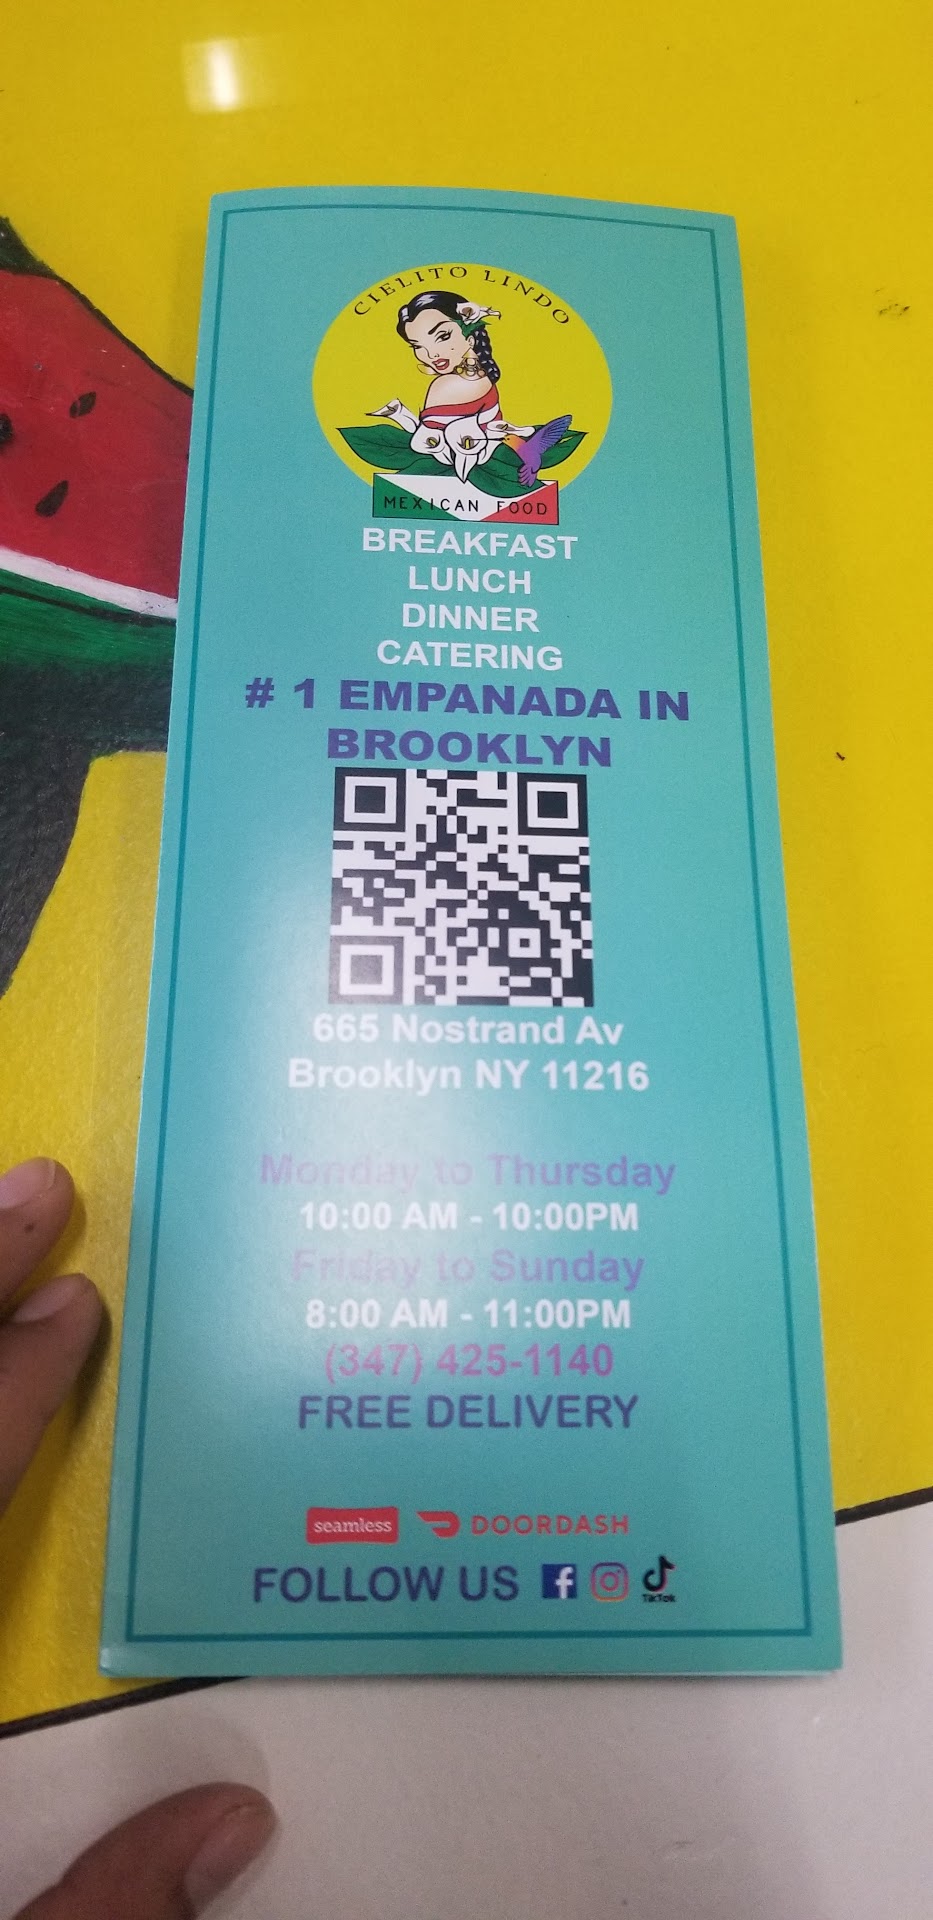 CIELITO LINDO
MEXICAN FOOD
BREAKFAST
LUNCH
DINNER
CATERING
# 1 EMPANADA IN
BROOKLYN
665 Nostrand Av
Brooklyn NY 11216
Monday to Thursday
10:00 AM - 10:00PM
Friday to Sunday
8:00 AM - 11:00PM
(347) 425-1140
FREE DELIVERY
seamless DOORDASH
FOLLOW US f TikTok